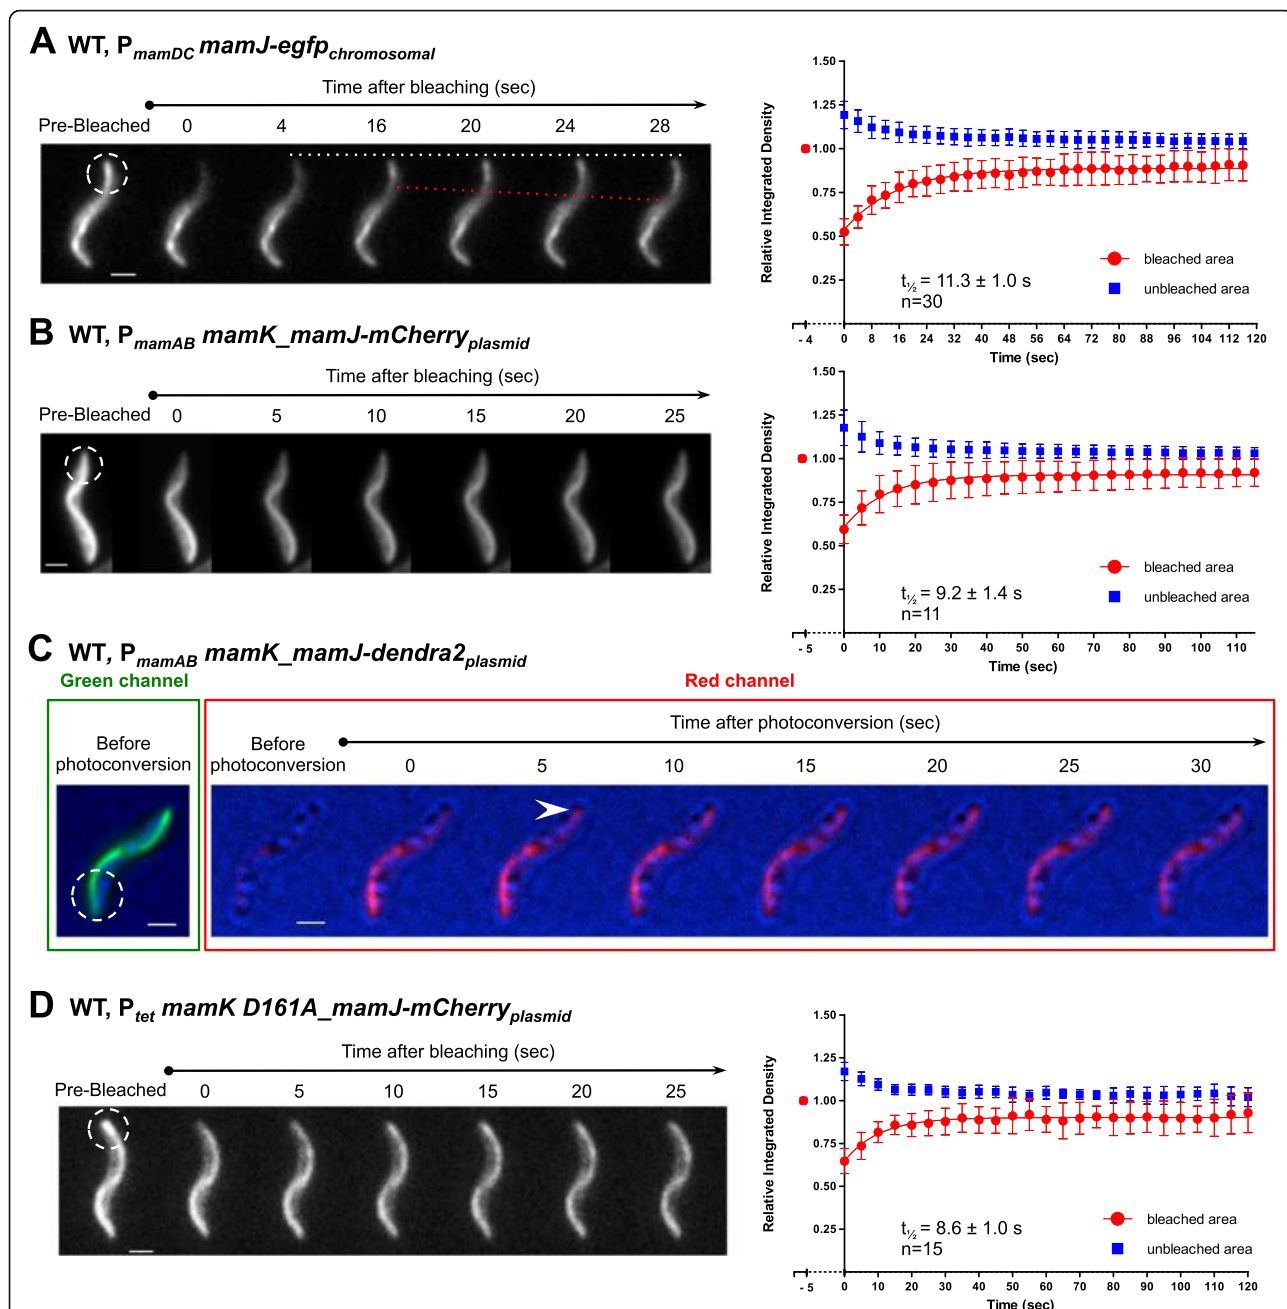 A WT, PmamDC mamJ-egfpchromosomal
Time after bleaching (sec)
Pre-Bleached 0 4 16 20 24 28
1.50
1.25
1.00
0.75
0.50
0.25
Relative Integrated Density
bleached area
unbleached area
t½ = 11.3 ± 1.0 s
n=30
- 4 0 8 16 24 32 40 48 56 64 72 80 88 96 104 112 120
Time (sec)
B WT, PmamAB mamK_mamJ-mCherryplasmid
Time after bleaching (sec)
Pre-Bleached 0 5 10 15 20 25
1.50
1.25
1.00
0.75
0.50
0.25
Relative Integrated Density
bleached area
unbleached area
t½ = 9.2 ± 1.4 s
n=11
- 5 0 10 20 30 40 50 60 70 80 90 100 110
Time (sec)
C WT, PmamAB mamK_mamJ-dendra2plasmid
Green channel
Red channel
Before
photoconversion
Time after photoconversion (sec)
Before
photoconversion 0 5 10 15 20 25 30
D WT, Ptet mamK D161A_mamJ-mCherryplasmid
Time after bleaching (sec)
Pre-Bleached 0 5 10 15 20 25
1.50
1.25
1.00
0.75
0.50
0.25
Relative Integrated Density
bleached area
unbleached area
t½ = 8.6 ± 1.0 s
n=15
- 5 0 10 20 30 40 50 60 70 80 90 100 110 120
Time (sec)